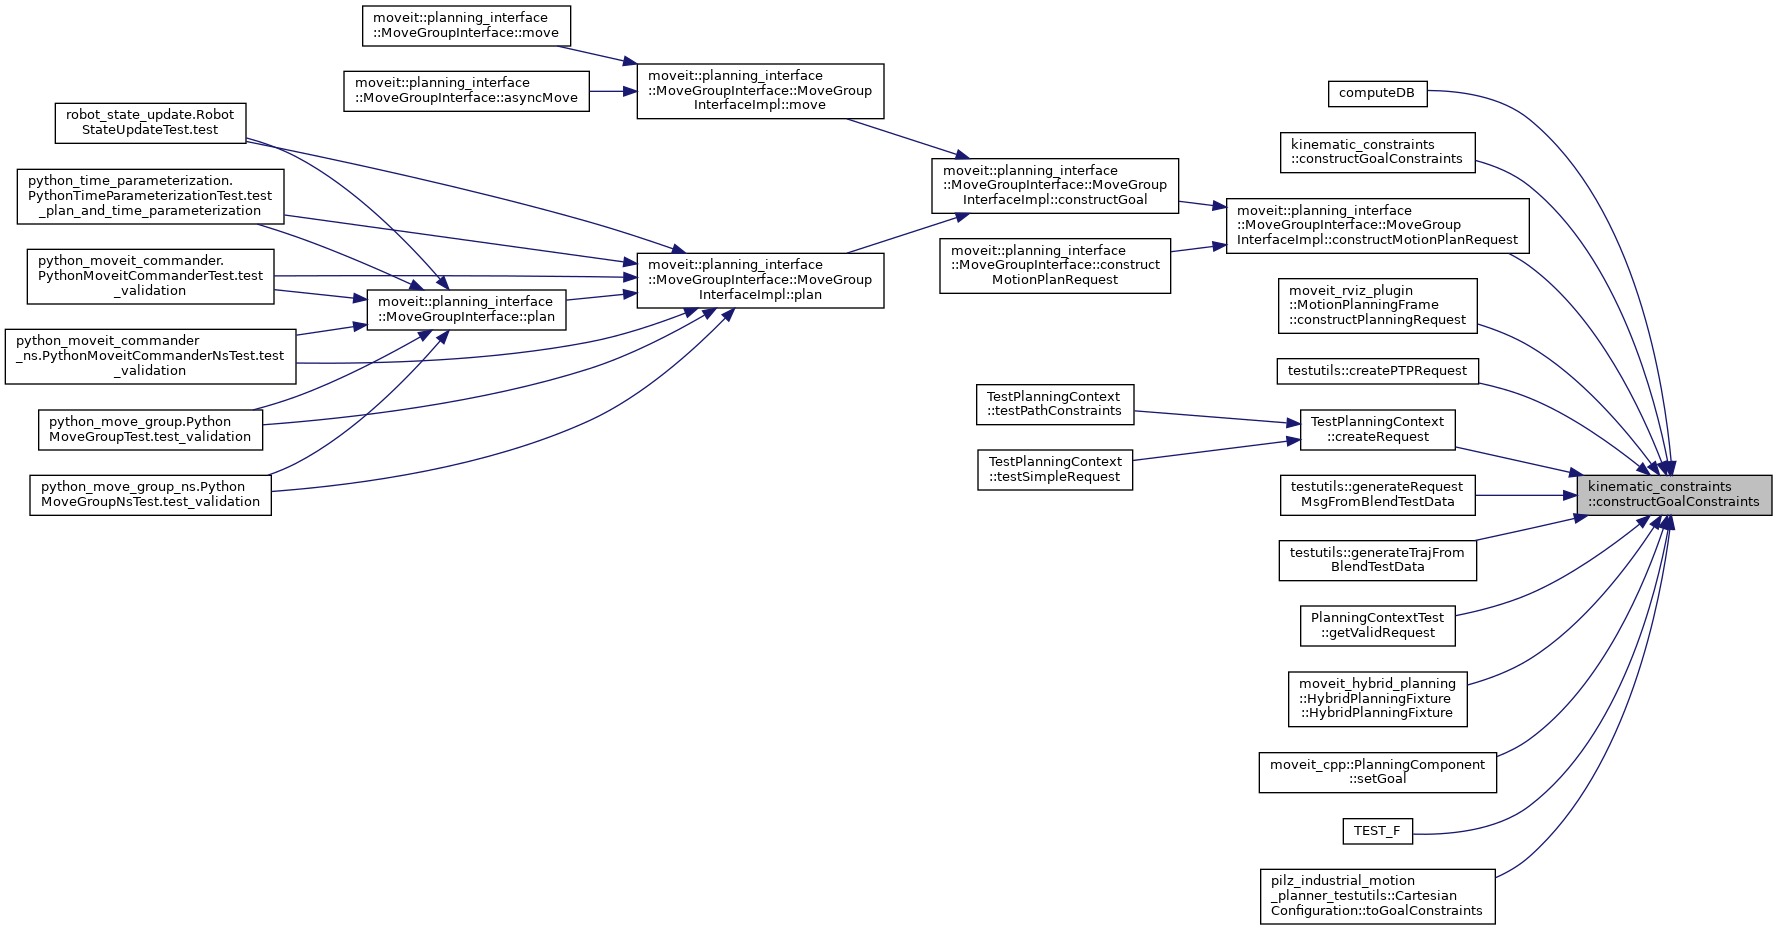 moveit::planning_interface
::MoveGroupInterface::move
moveit::planning_interface
::MoveGroupInterface::asyncMove
robot_state_update.Robot
StateUpdateTest.test
python_time_parameterization.
PythonTimeParameterizationTest.test
_plan_and_time_parameterization
python_moveit_commander.
PythonMoveitCommanderTest.test
_validation
python_moveit_commander
_ns.PythonMoveitCommanderNsTest.test
_validation
python_move_group.Python
MoveGroupTest.test_validation
python_move_group_ns.Python
MoveGroupNsTest.test_validation
moveit::planning_interface
::MoveGroupInterface::plan
moveit::planning_interface
::MoveGroupInterface::MoveGroup
InterfaceImpl::move
moveit::planning_interface
::MoveGroupInterface::MoveGroup
InterfaceImpl::plan
moveit::planning_interface
::MoveGroupInterface::MoveGroup
InterfaceImpl::constructGoal
moveit::planning_interface
::MoveGroupInterface::construct
MotionPlanRequest
TestPlanningContext
::testPathConstraints
TestPlanningContext
::testSimpleRequest
computeDB
kinematic_constraints
::constructGoalConstraints
moveit::planning_interface
::MoveGroupInterface::MoveGroup
InterfaceImpl::constructMotionPlanRequest
moveit_rviz_plugin
::MotionPlanningFrame
::constructPlanningRequest
testutils::createPTPRequest
TestPlanningContext
::createRequest
testutils::generateRequest
MsgFromBlendTestData
testutils::generateTrajFrom
BlendTestData
PlanningContextTest
::getValidRequest
moveit_hybrid_planning
::HybridPlanningFixture
::HybridPlanningFixture
moveit_cpp::PlanningComponent
::setGoal
TEST_F
pilz_industrial_motion
_planner_testutils::Cartesian
Configuration::toGoalConstraints
kinematic_constraints
::constructGoalConstraints